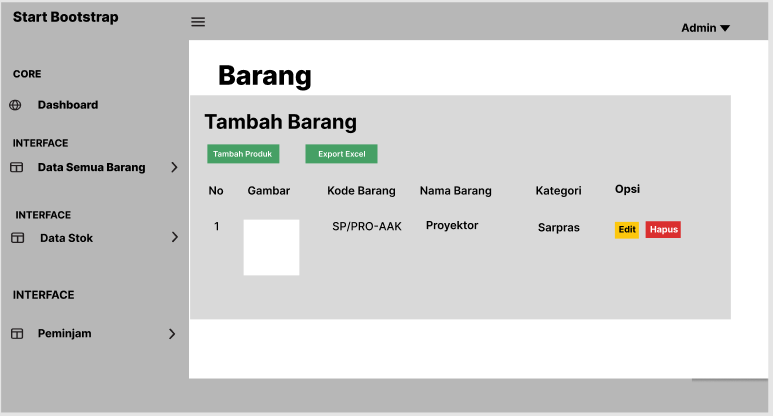 Start Bootstrap
Admin
CORE
Dashboard
INTERFACE
Data Semua Barang
INTERFACE
Data Stok
INTERFACE
Peminjam
Barang
Tambah Barang
Tambah Produk Export Excel
No Gambar Kode Barang Nama Barang Kategori Opsi
1 SP/PRO-AAK Proyektor Sarpras Edit Hapus